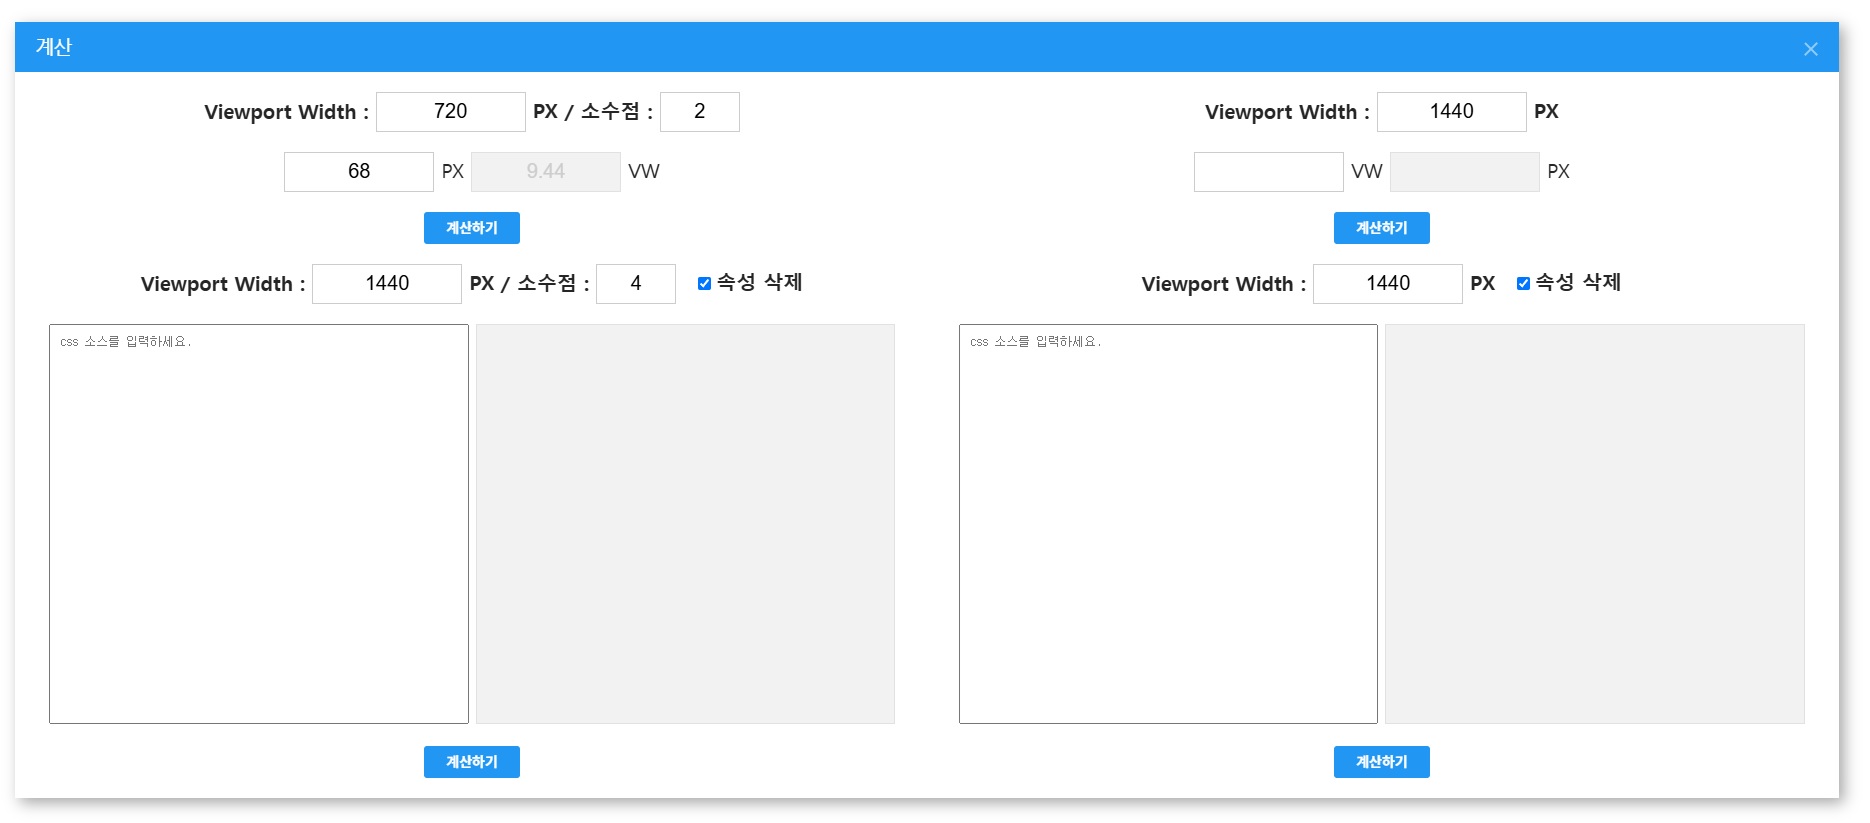 계산
Viewport Width : 720 PX / 소수점 : 2
68 PX 9.44 VW
계산하기
Viewport Width : 1440 PX
VW PX
계산하기
Viewport Width : 1440 PX / 소수점 : 4 속성 삭제
css 소스를 입력하세요.
계산하기
Viewport Width : 1440 PX 속성 삭제
css 소스를 입력하세요.
계산하기